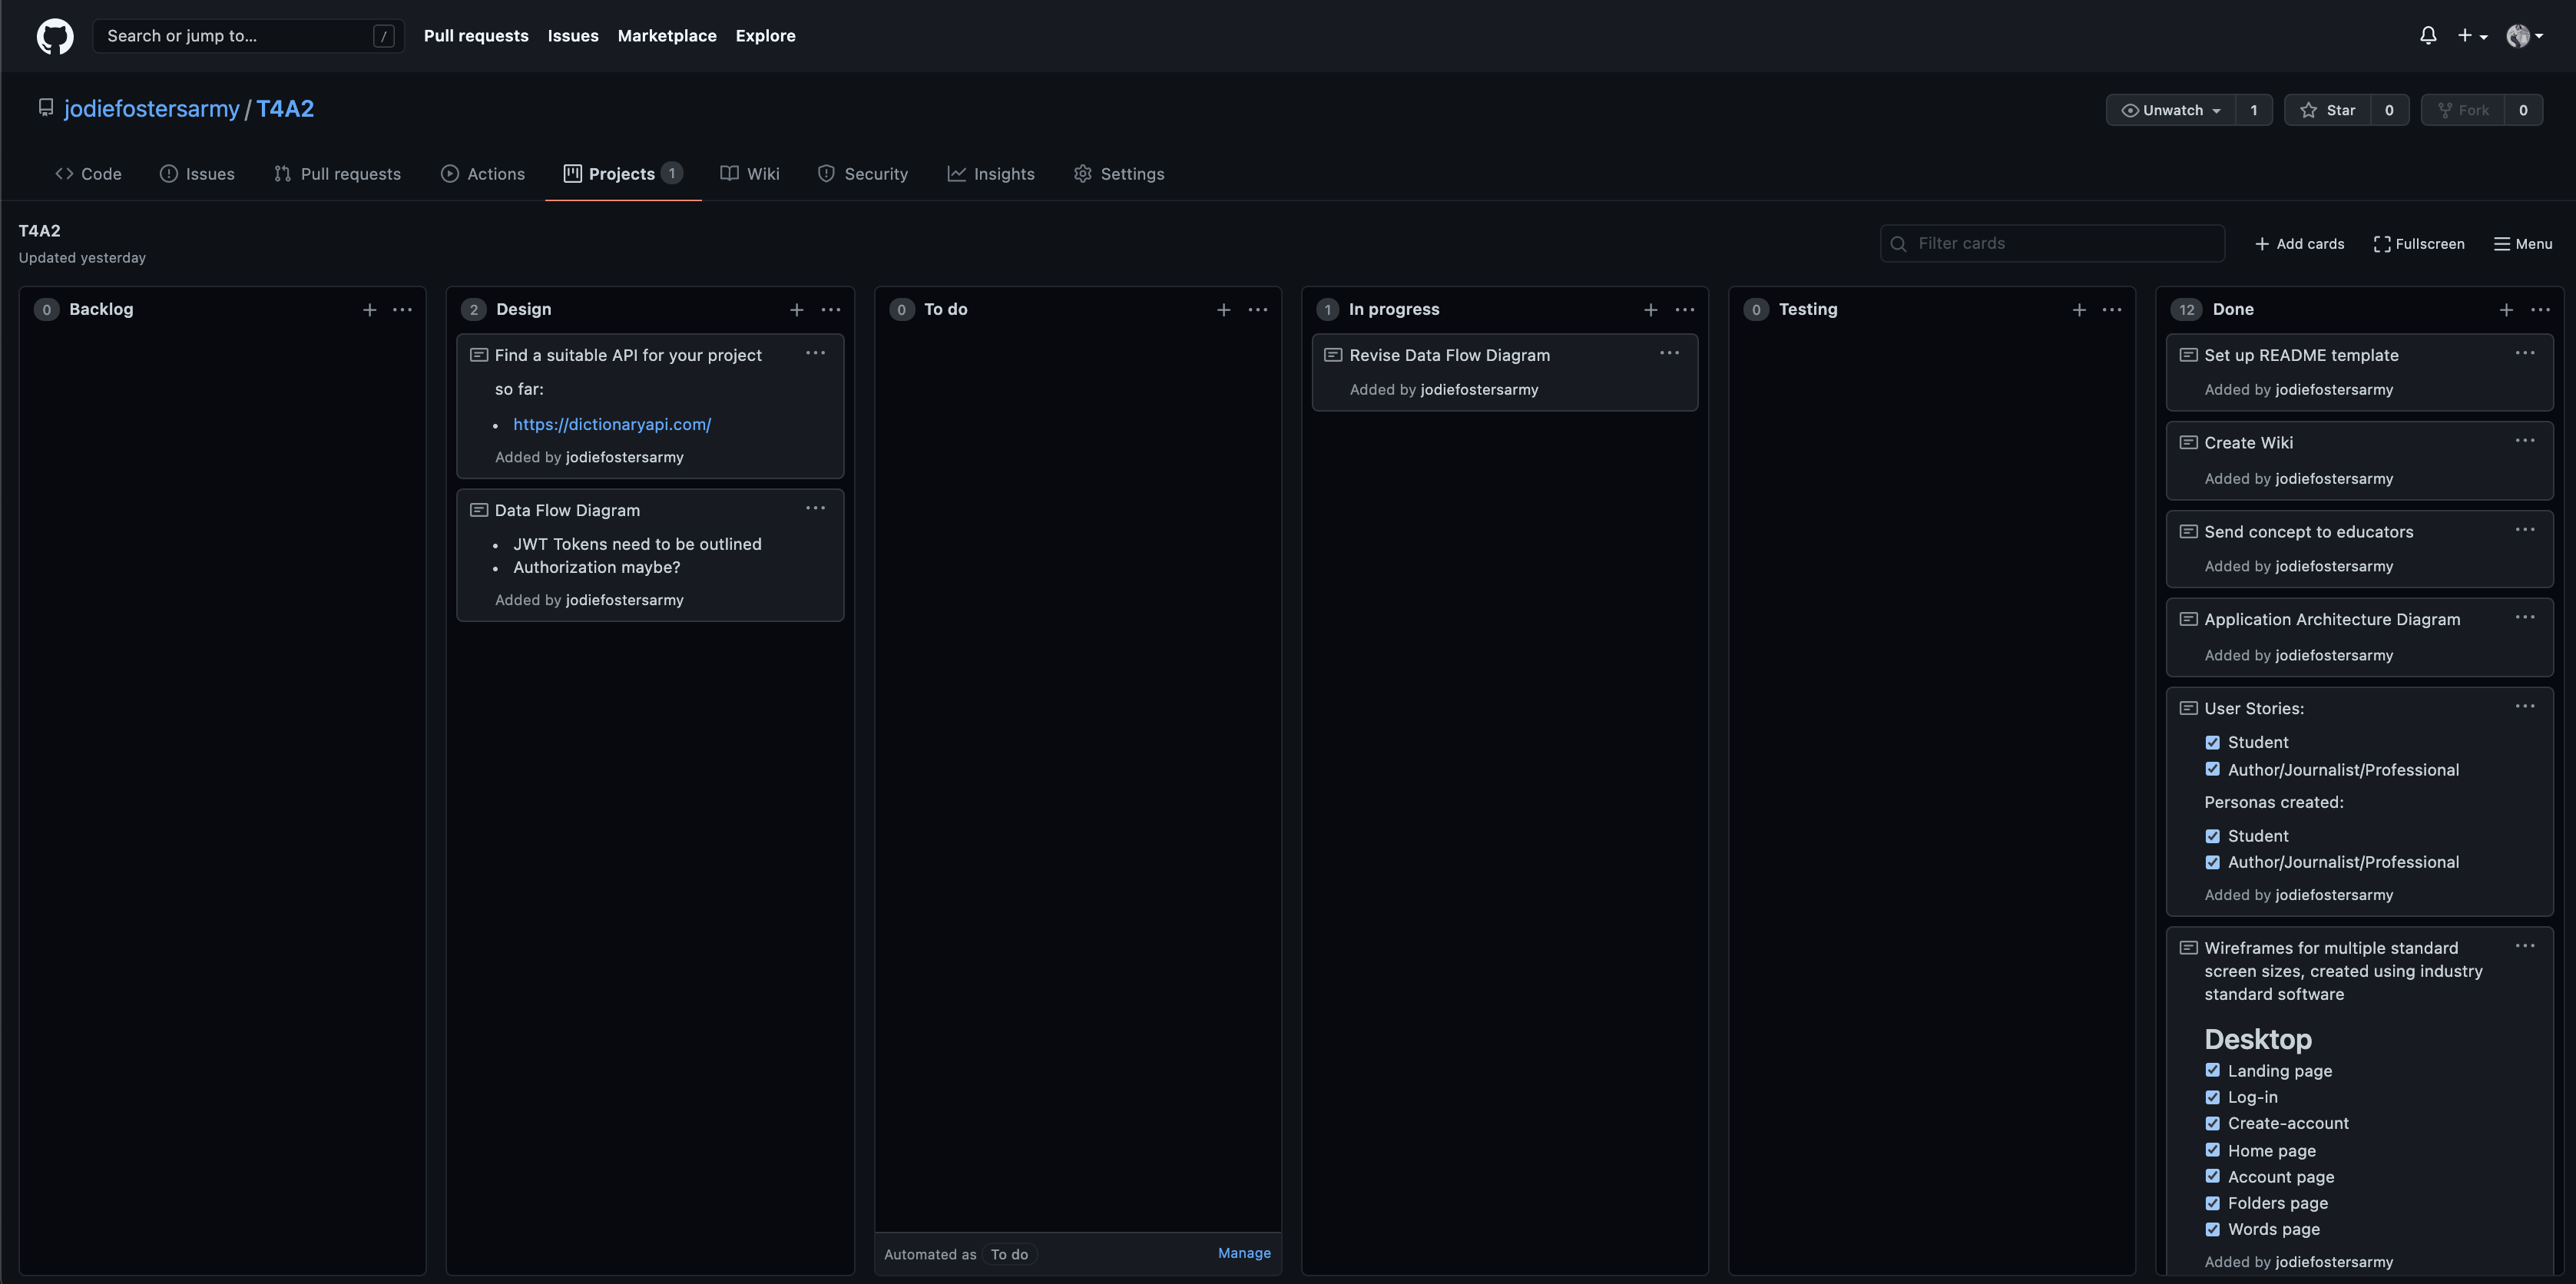 Search or jump to... /
Pull requests Issues Marketplace Explore
jodiefostersarmy / T4A2
Unwatch 1 Star 0 Fork 0
Code Issues Pull requests Actions Projects 1 Wiki Security Insights Settings
T4A2
Updated yesterday
Filter cards
Add cards Fullscreen Menu
0 Backlog
2 Design
Find a suitable API for your project
so far:
• https://dictionaryapi.com/
Added by jodiefostersarmy
Data Flow Diagram
• JWT Tokens need to be outlined
• Authorization maybe?
Added by jodiefostersarmy
0 To do
Automated as To do Manage
1 In progress
Revise Data Flow Diagram
Added by jodiefostersarmy
0 Testing
12 Done
Set up README template
Added by jodiefostersarmy
Create Wiki
Added by jodiefostersarmy
Send concept to educators
Added by jodiefostersarmy
Application Architecture Diagram
Added by jodiefostersarmy
User Stories:
Student
Author/Journalist/Professional
Personas created:
Student
Author/Journalist/Professional
Added by jodiefostersarmy
Wireframes for multiple standard
screen sizes, created using industry
standard software
Desktop
Landing page
Log-in
Create-account
Home page
Account page
Folders page
Words page
Added by jodiefostersarmy